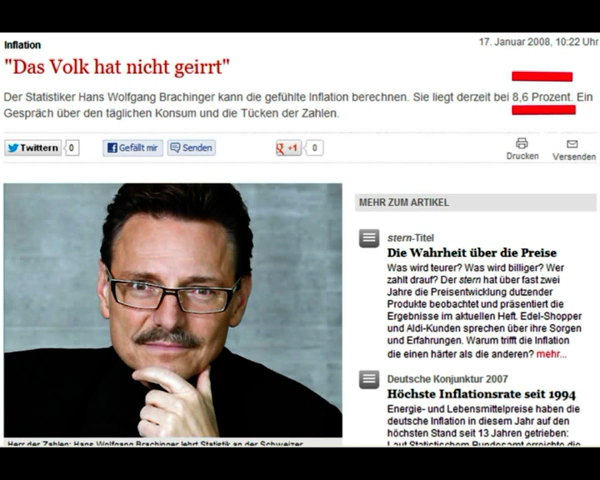 Inflation
17. Januar 2008, 10:22 Uhr
"Das Volk hat nicht geirrt"
Der Statistiker Hans Wolfgang Brachinger kann die gefühlte Inflation berechnen. Sie liegt derzeit bei 8,6 Prozent. Ein
Gespräch über den täglichen Konsum und die Tücken der Zahlen.
Twittern 0
Gefällt mir
Senden
+1 0
Drucken
Versenden
MEHR ZUM ARTIKEL
stern-Titel
Die Wahrheit über die Preise
Was wird teurer? Was wird billiger? Wer
zahlt drauf? Der stern hat über fast zwei
Jahre die Preisentwicklung dutzender
Produkte beobachtet und präsentiert die
Ergebnisse im aktuellen Heft. Edel-Shopper
und Aldi-Kunden sprechen über ihre Sorgen
und Erfahrungen. Warum trifft die Inflation
die einen härter als die anderen? mehr...
Deutsche Konjunktur 2007
Höchste Inflationsrate seit 1994
Energie- und Lebensmittelpreise haben die
deutsche Inflation in diesem Jahr auf den
höchsten Stand seit 13 Jahren getrieben:
Laut Statistischem Bundesamt erreichte die
Herr der Zahlen: Hans Wolfgang Brachinger lehrt Statistik an der Schweizer